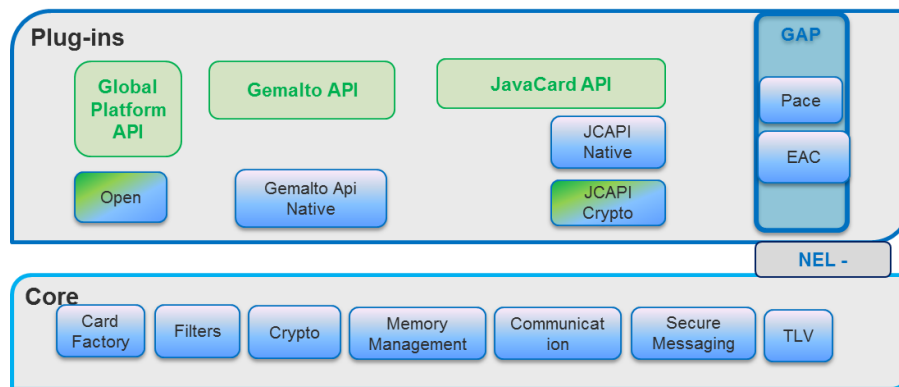 Plug-ins
GAP
Global
Platform
API
Gemalto API
JavaCard API
Pace
JCAPI
Native
EAC
Open
Gemalto Api
Native
JCAPI
Crypto
NEL -
Core
Card
Factory
Filters
Crypto
Memory
Management
Communicat
ion
Secure
Messaging
TLV